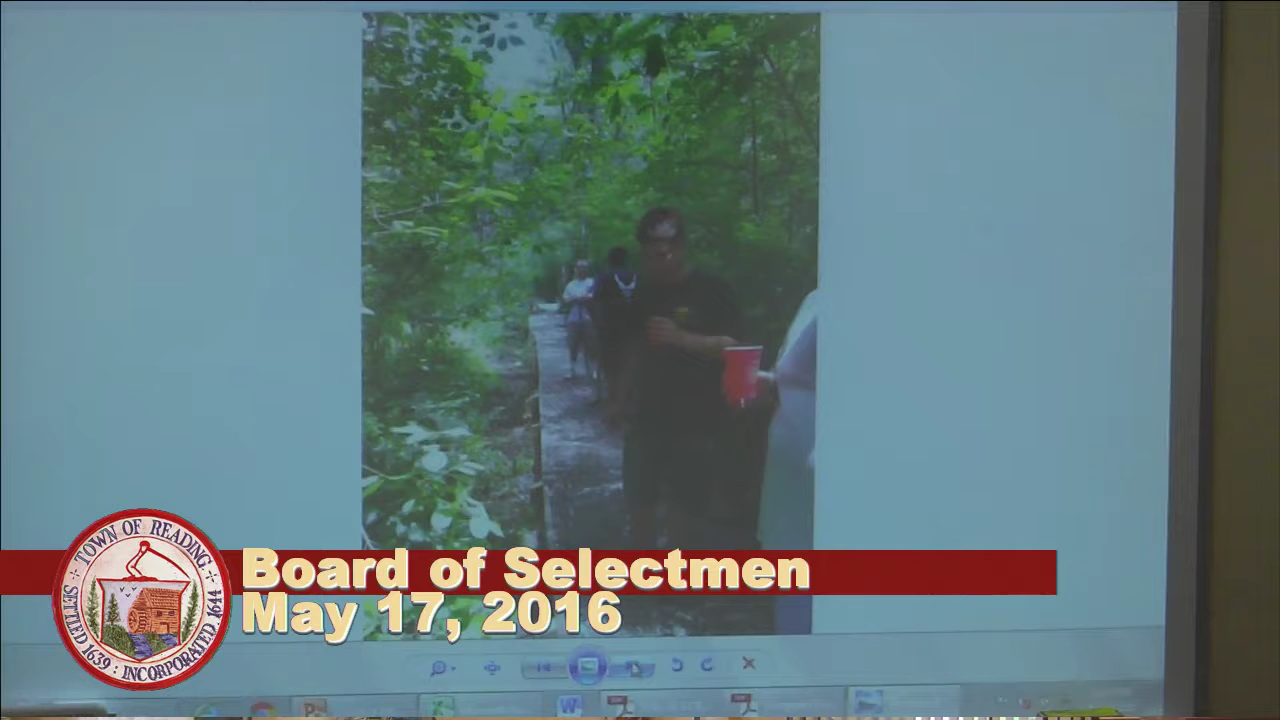 TOWN OF READING
SETTLED 1639 : INCORPORATED 1644
Board of Selectmen
May 17, 2016